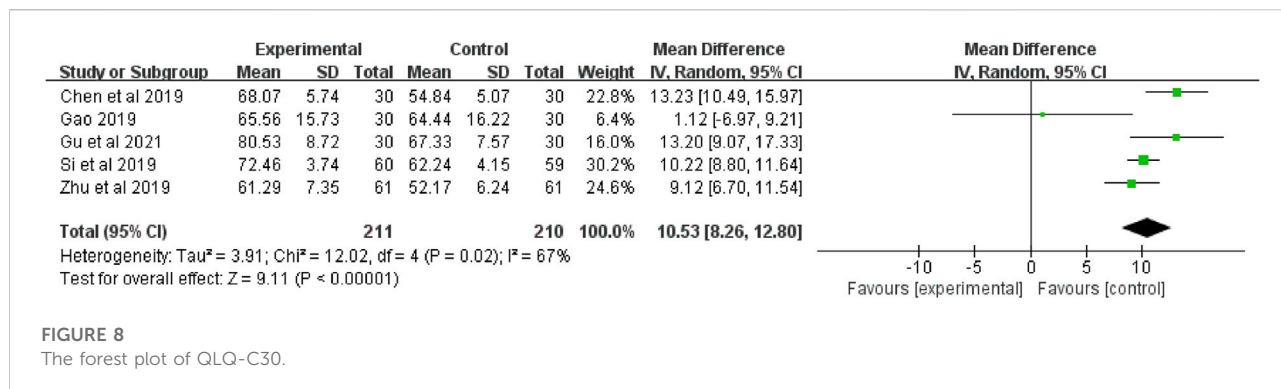 Experimental Control Mean Difference Mean Difference
Study or Subgroup Mean SD Total Mean SD Total Weight IV, Random, 95% CI IV, Random, 95% CI
Chen et al 2019 68.07 5.74 30 54.84 5.07 30 22.8% 13.23 [10.49, 15.97]
Gao 2019 65.56 15.73 30 64.44 16.22 30 6.4% 1.12 [-6.97, 9.21]
Gu et al 2021 80.53 8.72 30 67.33 7.57 30 16.0% 13.20 [9.07, 17.33]
Si et al 2019 72.46 3.74 60 62.24 4.15 59 30.2% 10.22 [8.80, 11.64]
Zhu et al 2019 61.29 7.35 61 52.17 6.24 61 24.6% 9.12 [6.70, 11.54]
Total (95% CI) 211 210 100.0% 10.53 [8.26, 12.80]
Heterogeneity: Tau² = 3.91; Chi² = 12.02, df = 4 (P = 0.02); I² = 67%
Test for overall effect: Z = 9.11 (P < 0.00001)
-10 -5 0 5 10
Favours [experimental] Favours [control]
FIGURE 8
The forest plot of QLQ-C30.